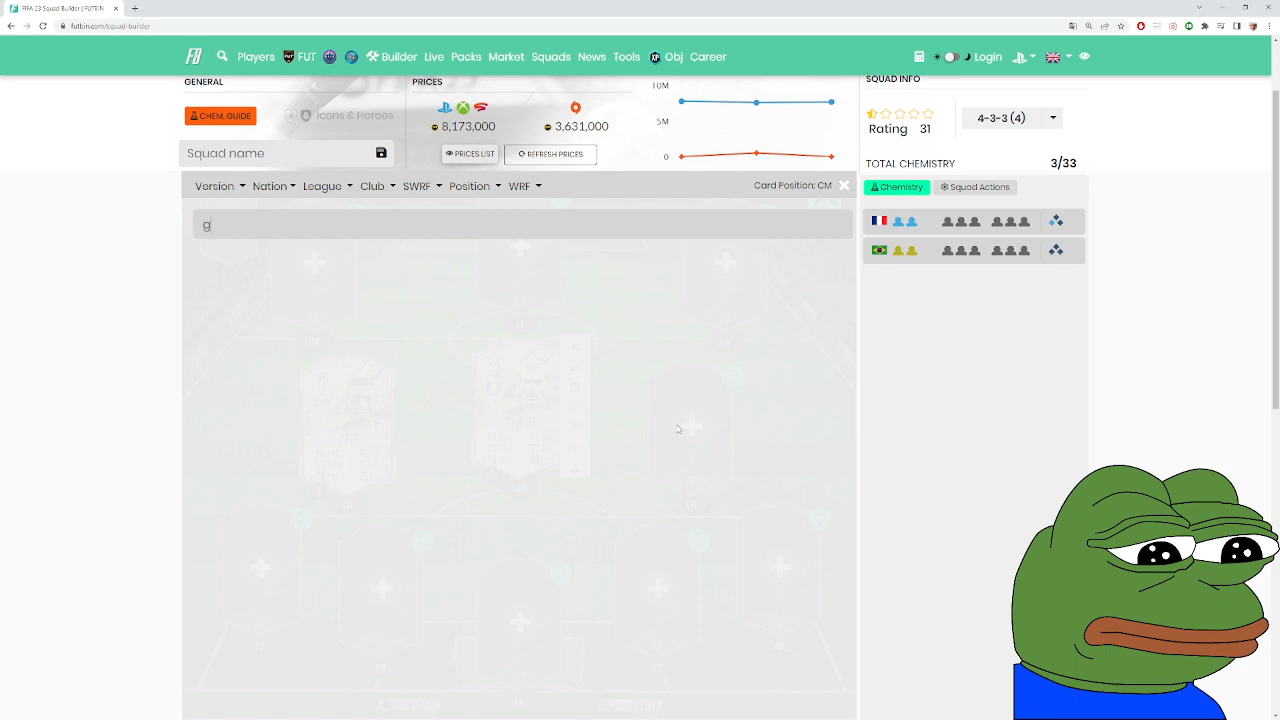 FIFA 23 Squad Builder | FUTBIN
futbin.com/squad-builder
Players FUT Builder Live Packs Market Squads News Tools Obj Career Login
GENERAL
CHEM. GUIDE
Icons & Heroes
Squad name
PRICES
8,173,000
3,631,000
PRICES LIST
REFRESH PRICES
10M
5M
0
SQUAD INFO
Rating 31
4-3-3 (4)
TOTAL CHEMISTRY 3/33
Version Nation League Club SWRF Position WRF Card Position: CM
Chemistry Squad Actions
g